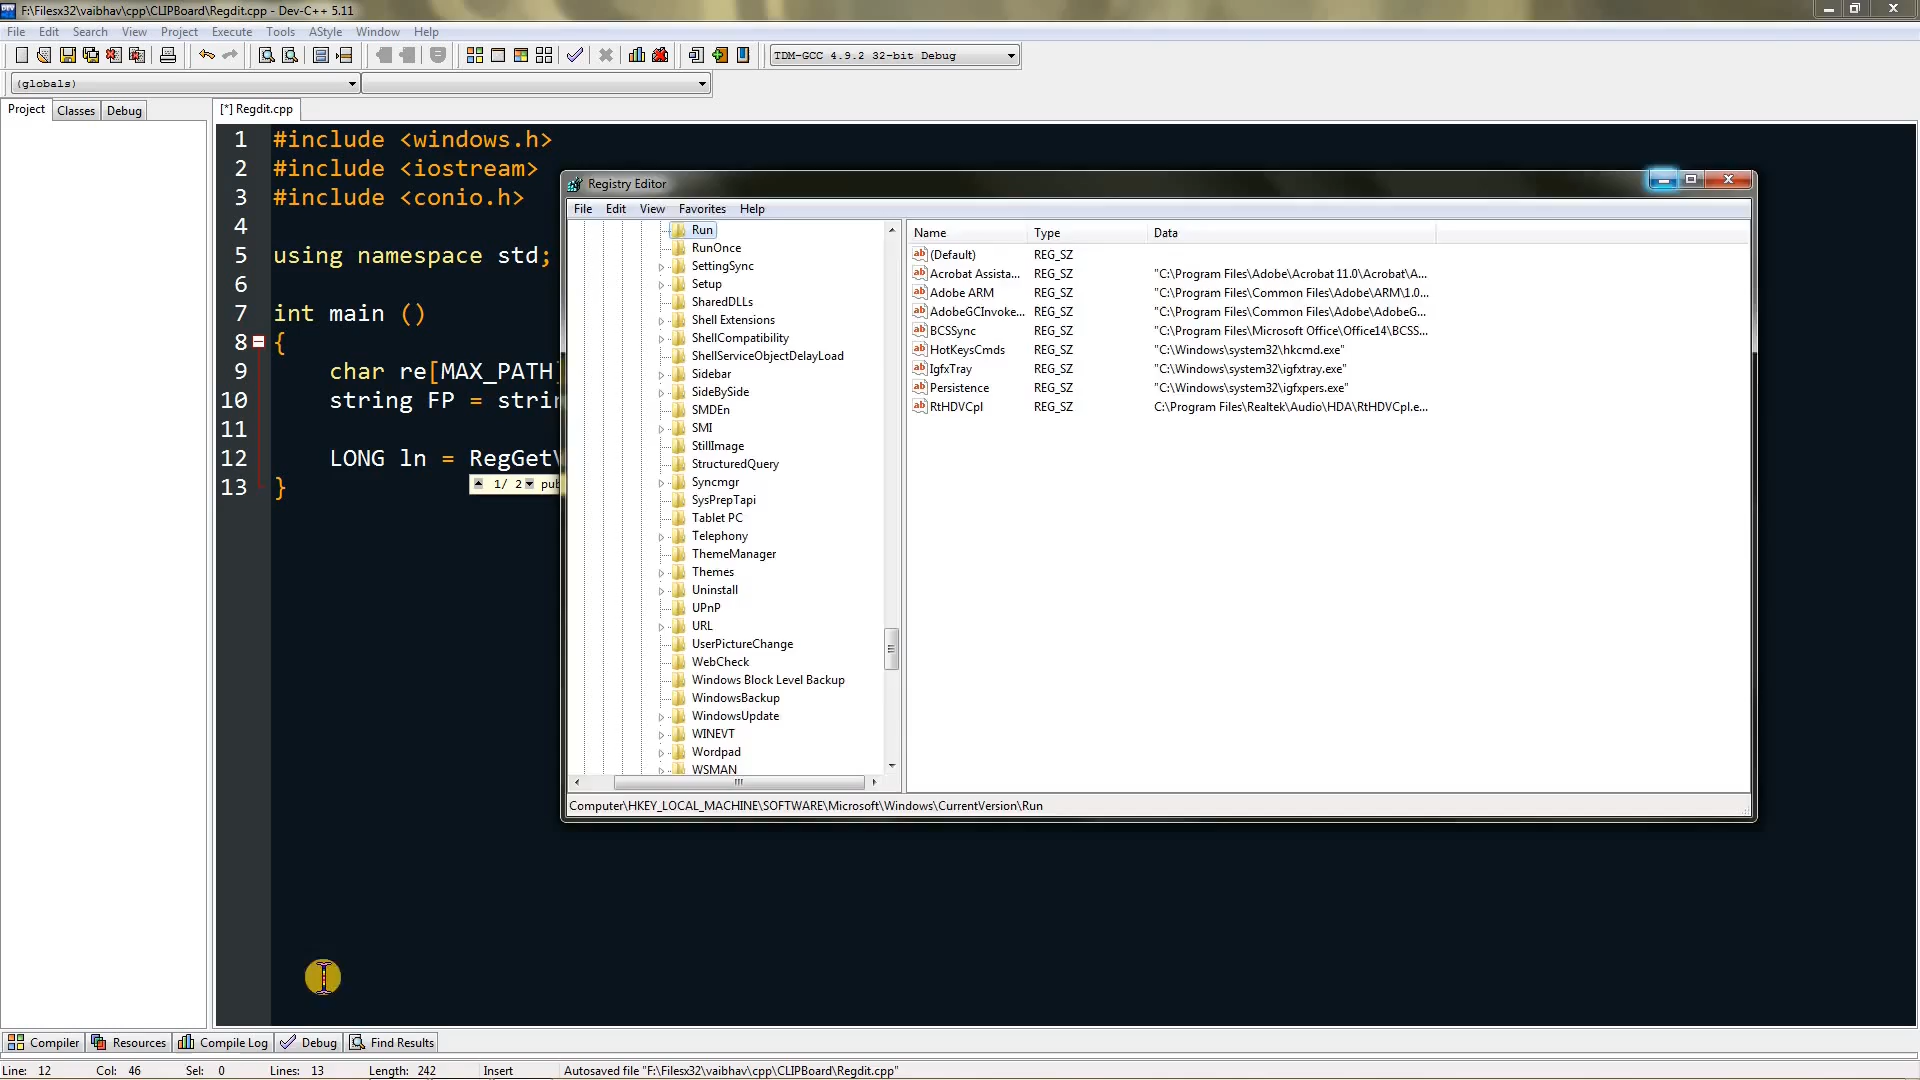 F:\Filesx32\vaibhav\cpp\CLIPBoard\Regdit.cpp - Dev-C++ 5.11
File Edit Search View Project Execute Tools AStyle Window Help
TDM-GCC 4.9.2 32-bit Debug
(globals)
Project Classes Debug
[*] Regdit.cpp
1 #include <windows.h>
2 #include <iostream>
3 #include <conio.h>
4
5 using namespace std;
6
7 int main ()
8 {
9 char re[MAX_PATH]
10 string FP = strin
11
12 LONG ln = RegGetV
1/ 2 pub
13 }
Registry Editor
File Edit View Favorites Help
Run
RunOnce
SettingSync
Setup
SharedDLLs
Shell Extensions
ShellCompatibility
ShellServiceObjectDelayLoad
Sidebar
SideBySide
SMDEn
SMI
StillImage
StructuredQuery
Syncmgr
SysPrepTapi
Tablet PC
Telephony
ThemeManager
Themes
Uninstall
UPnP
URL
UserPictureChange
WebCheck
Windows Block Level Backup
WindowsBackup
WindowsUpdate
WINEVT
Wordpad
WSMAN
Name Type Data
(Default) REG_SZ
Acrobat Assista... REG_SZ "C:\Program Files\Adobe\Acrobat 11.0\Acrobat\A...
Adobe ARM REG_SZ "C:\Program Files\Common Files\Adobe\ARM\1.0...
AdobeGCInvoke... REG_SZ "C:\Program Files\Common Files\Adobe\AdobeG...
BCSSync REG_SZ "C:\Program Files\Microsoft Office\Office14\BCSS...
HotKeysCmds REG_SZ "C:\Windows\system32\hkcmd.exe"
IgfxTray REG_SZ "C:\Windows\system32\igfxtray.exe"
Persistence REG_SZ "C:\Windows\system32\igfxpers.exe"
RtHDVCpl REG_SZ C:\Program Files\Realtek\Audio\HDA\RtHDVCpl.e...
Computer\HKEY_LOCAL_MACHINE\SOFTWARE\Microsoft\Windows\CurrentVersion\Run
Compiler Resources Compile Log Debug Find Results
Line: 12 Col: 46 Sel: 0 Lines: 13 Length: 242 Insert Autosaved file "F:\Filesx32\vaibhav\cpp\CLIPBoard\Regdit.cpp"